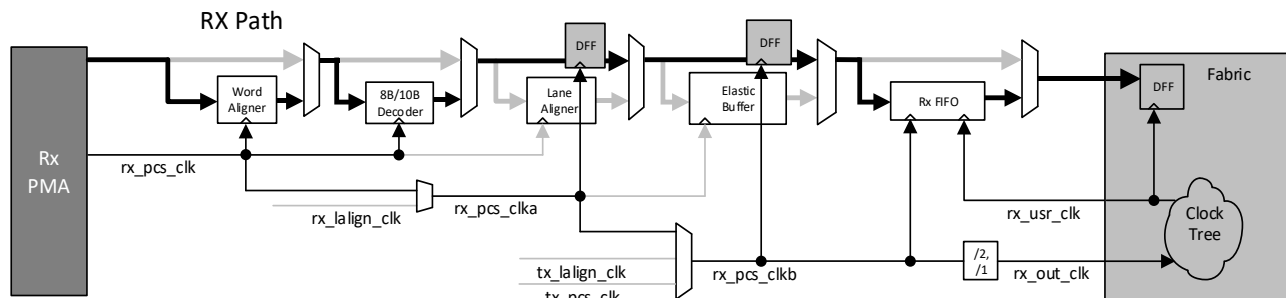 RX Path
DFF
DFF
Fabric
DFF
Word
Aligner
8B/10B
Decoder
Lane
Aligner
Elastic
Buffer
Rx FIFO
Rx
PMA
rx_pcs_clk
rx_lalign_clk
rx_pcs_clka
rx_usr_clk
Clock
Tree
tx_lalign_clk
tx_pcs_clk
rx_pcs_clkb
/2,
/1
rx_out_clk